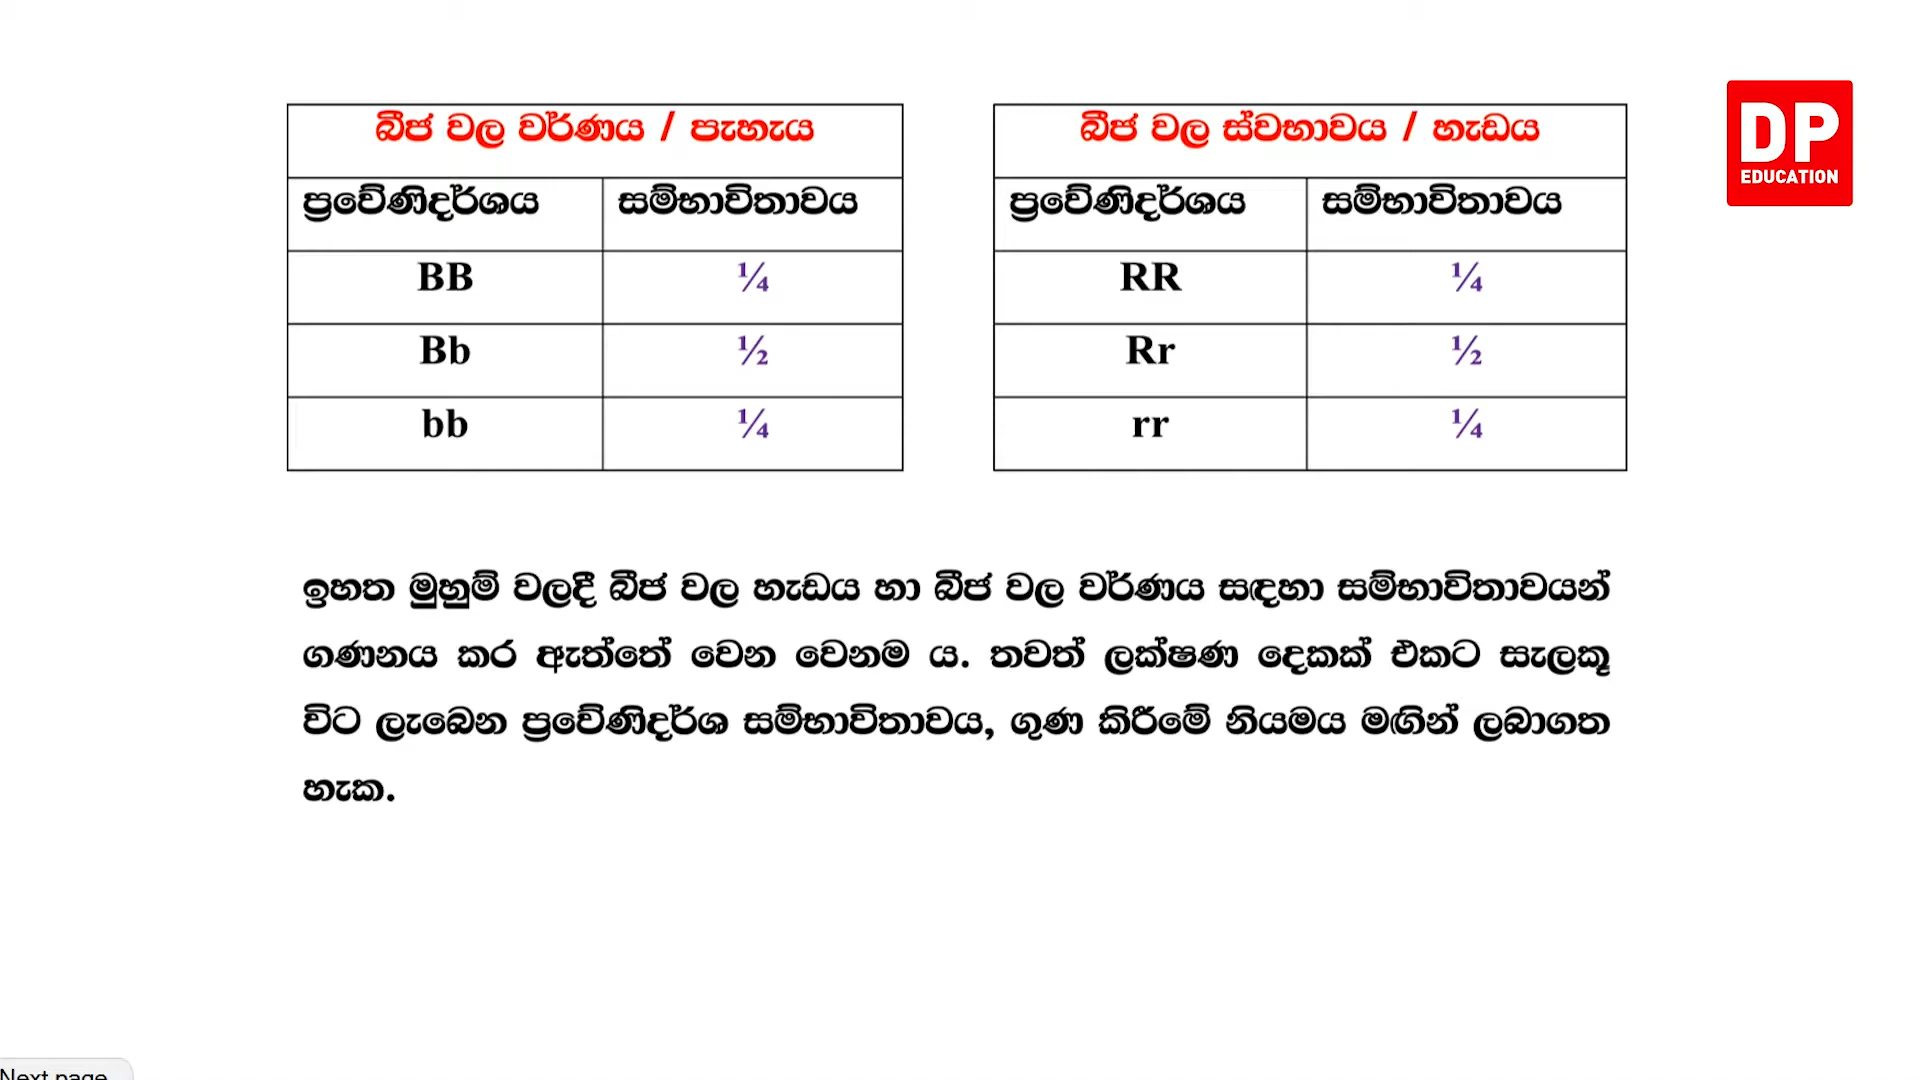 බීජ වල වර්ණය / පැහැය
ප්‍රවේණිදර්ශය සම්භාවිතාවය
BB ¼
Bb ½
bb ¼
බීජ වල ස්වභාවය / හැඩය
ප්‍රවේණිදර්ශය සම්භාවිතාවය
RR ¼
Rr ½
rr ¼
DP
EDUCATION
ඉහත මුහුම් වලදී බීජ වල හැඩය හා බීජ වල වර්ණය සඳහා සම්භාවිතාවයන්
ගණනය කර ඇත්තේ වෙන වෙනම ය. තවත් ලක්ෂණ දෙකක් එකට සැලකූ
විට ලැබෙන ප්‍රවේණිදර්ශ සම්භාවිතාවය, ගුණ කිරීමේ නියමය මඟින් ලබාගත
හැක.
Next page